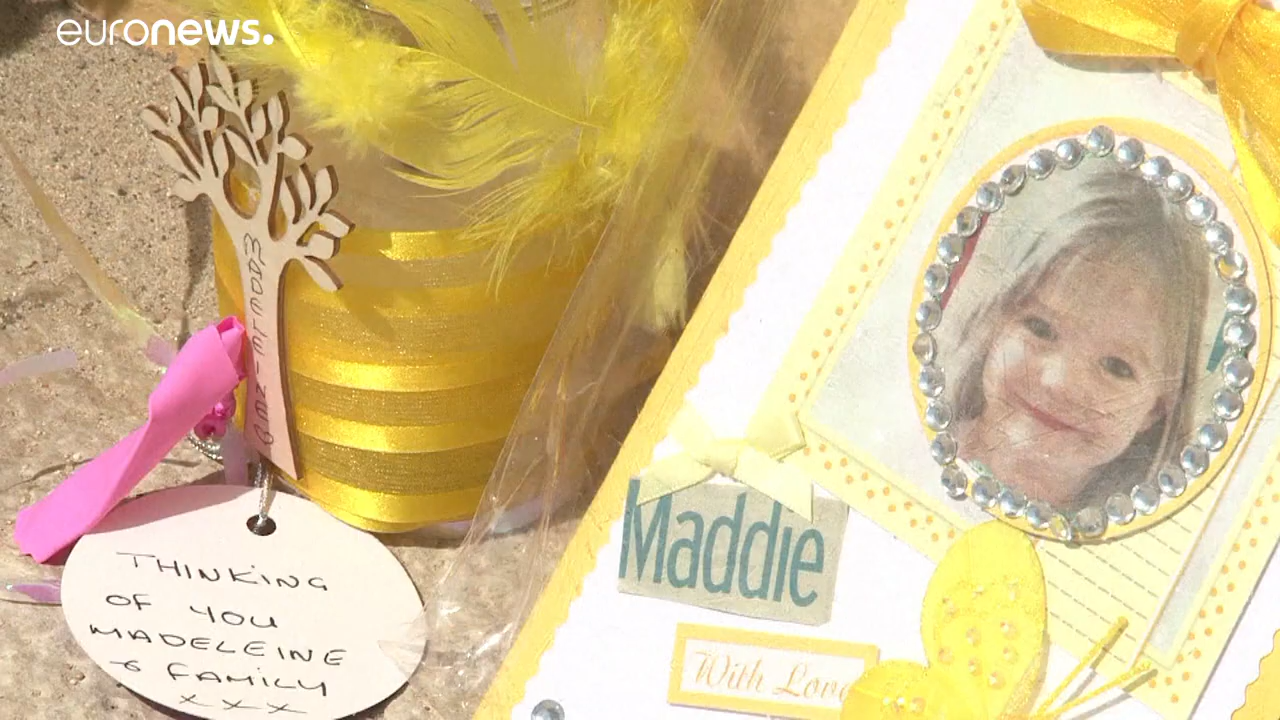 euronews.
MADELEINE
THINKING
OF YOU
MADELEINE
& FAMILY
xxx
Maddie
With Love